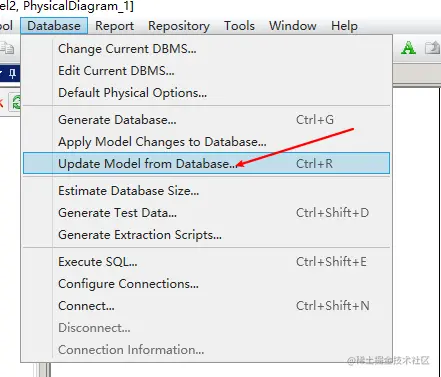 el2, PhysicalDiagram_1]
ol Database Report Repository Tools Window Help
Change Current DBMS...
Edit Current DBMS...
Default Physical Options...
Generate Database... Ctrl+G
Apply Model Changes to Database...
Update Model from Database... Ctrl+R
Estimate Database Size...
Generate Test Data... Ctrl+Shift+D
Generate Extraction Scripts...
Execute SQL... Ctrl+Shift+E
Configure Connections...
Connect... Ctrl+Shift+N
Disconnect...
Connection Information...
@稀土掘金技术社区